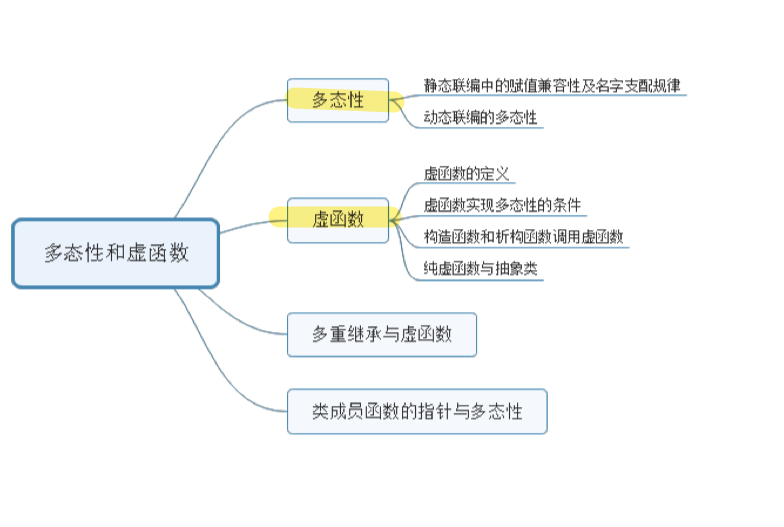 多态性和虚函数
多态性
静态联编中的赋值兼容性及名字支配规律
动态联编的多态性
虚函数
虚函数的定义
虚函数实现多态性的条件
构造函数和析构函数调用虚函数
纯虚函数与抽象类
多重继承与虚函数
类成员函数的指针与多态性